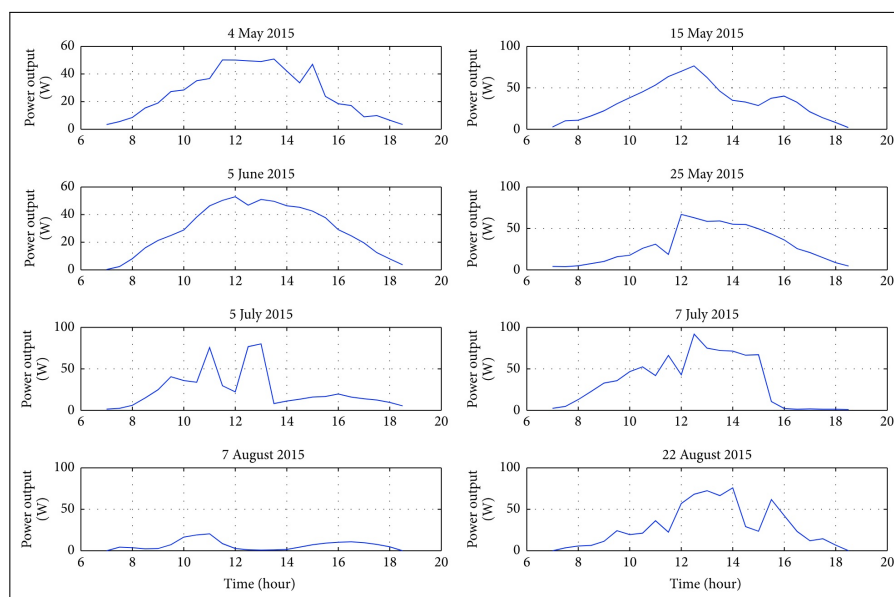 4 May 2015
Power output
(W)
60
40
20
0
6 8 10 12 14 16 18 20
15 May 2015
Power output
(W)
100
50
0
6 8 10 12 14 16 18 20
5 June 2015
Power output
(W)
60
40
20
0
6 8 10 12 14 16 18 20
25 May 2015
Power output
(W)
100
50
0
6 8 10 12 14 16 18 20
5 July 2015
Power output
(W)
100
50
0
6 8 10 12 14 16 18 20
7 July 2015
Power output
(W)
100
50
0
6 8 10 12 14 16 18 20
7 August 2015
Power output
(W)
100
50
0
6 8 10 12 14 16 18 20
Time (hour)
22 August 2015
Power output
(W)
100
50
0
6 8 10 12 14 16 18 20
Time (hour)